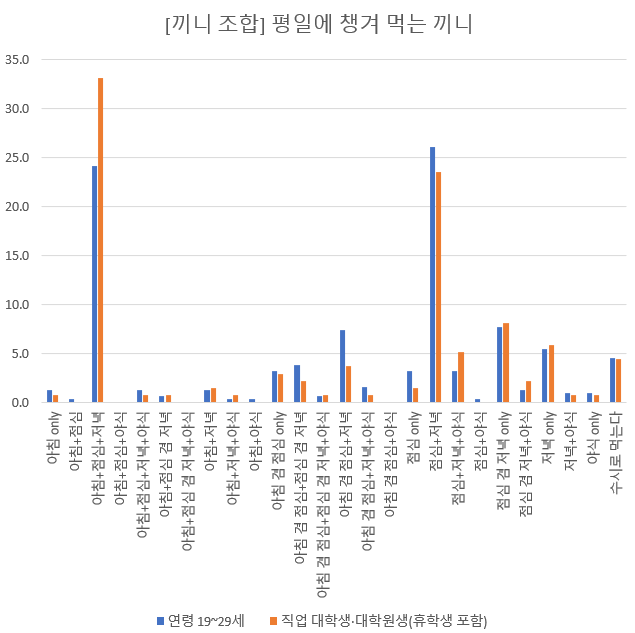 [끼니 조합] 평일에 챙겨 먹는 끼니
35.0
30.0
25.0
20.0
15.0
10.0
5.0
0.0
아침 only
아침+점심
아침+점심+저녁
아침+점심+야식
아침+점심+저녁+야식
아침+점심 겸 저녁
아침+점심 겸 저녁+야식
아침+저녁
아침+저녁+야식
아침+야식
아침 겸 점심 only
아침 겸 점심+점심 겸 저녁
아침 겸 점심+점심 겸 저녁+야식
아침 겸 점심+저녁
아침 겸 점심+저녁+야식
아침 겸 점심+야식
점심 only
점심+저녁
점심+저녁+야식
점심+야식
점심 겸 저녁 only
점심 겸 저녁+야식
저녁 only
저녁+야식
야식 only
수시로 먹는다
연령 19~29세
직업 대학생·대학원생(휴학생 포함)